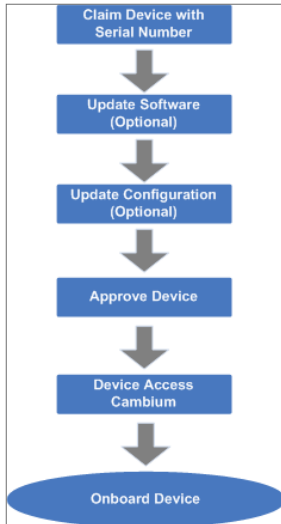 Claim Device with
Serial Number
Update Software
(Optional)
Update Configuration
(Optional)
Approve Device
Device Access
Cambium
Onboard Device